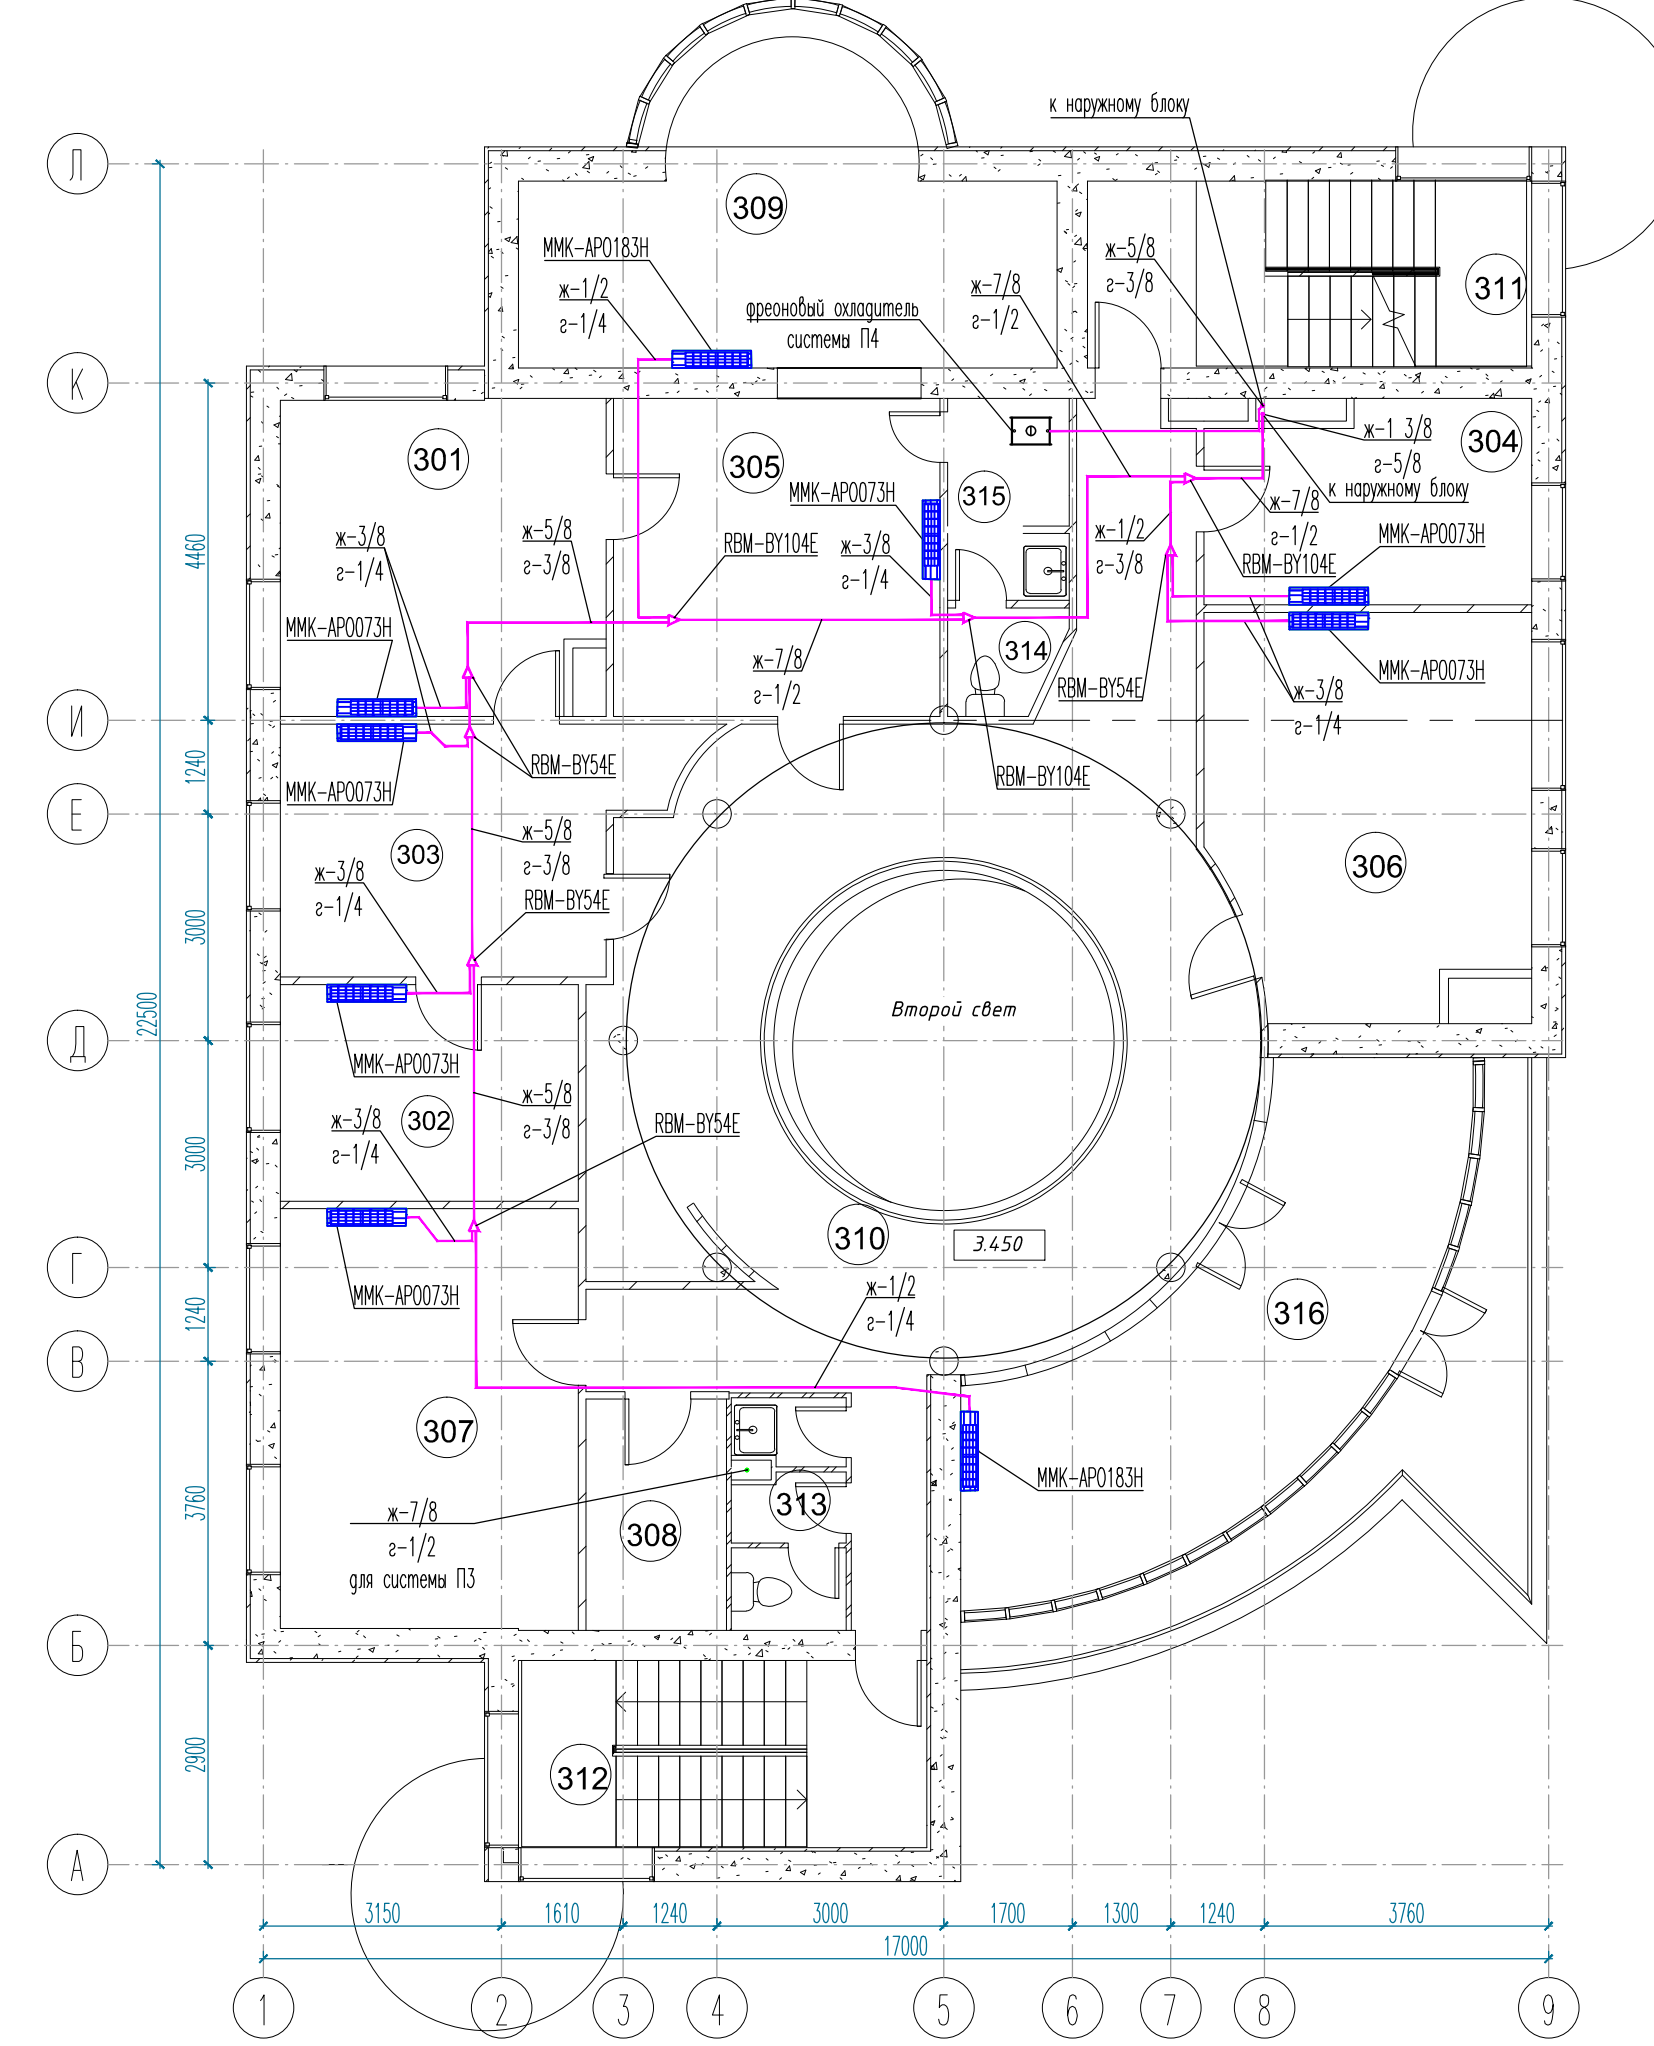 к наружному блоку
Л
309
ММК-АР0183Н
ж-1/2
г-1/4
фреоновый охладитель
системы П4
ж-7/8
г-1/2
ж-5/8
г-3/8
311
К
301
305
ММК-АР0073Н
315
ж-1 3/8
г-5/8
304
к наружному блоку
ж-3/8
г-1/4
ж-5/8
г-3/8
RBM-BY104E
ж-3/8
г-1/4
ж-1/2
г-3/8
ж-7/8
г-1/2
RBM-BY104E
ММК-АР0073Н
4460
ММК-АР0073Н
ж-7/8
г-1/2
314
RBM-BY54E
ММК-АР0073Н
ж-3/8
г-1/4
И
1240
ММК-АР0073Н
RBM-BY54E
RBM-BY104E
Е
303
ж-5/8
г-3/8
306
ж-3/8
г-1/4
RBM-BY54E
3000
22500
Второй свет
Д
ММК-АР0073Н
302
ж-5/8
г-3/8
ж-3/8
г-1/4
RBM-BY54E
3000
310
3.450
Г
ММК-АР0073Н
ж-1/2
г-1/4
316
1240
В
307
ММК-АР0183Н
3760
ж-7/8
г-1/2
для системы П3
308
313
Б
2900
312
А
3150
1610
1240
3000
1700
1300
1240
3760
17000
1
2
3
4
5
6
7
8
9